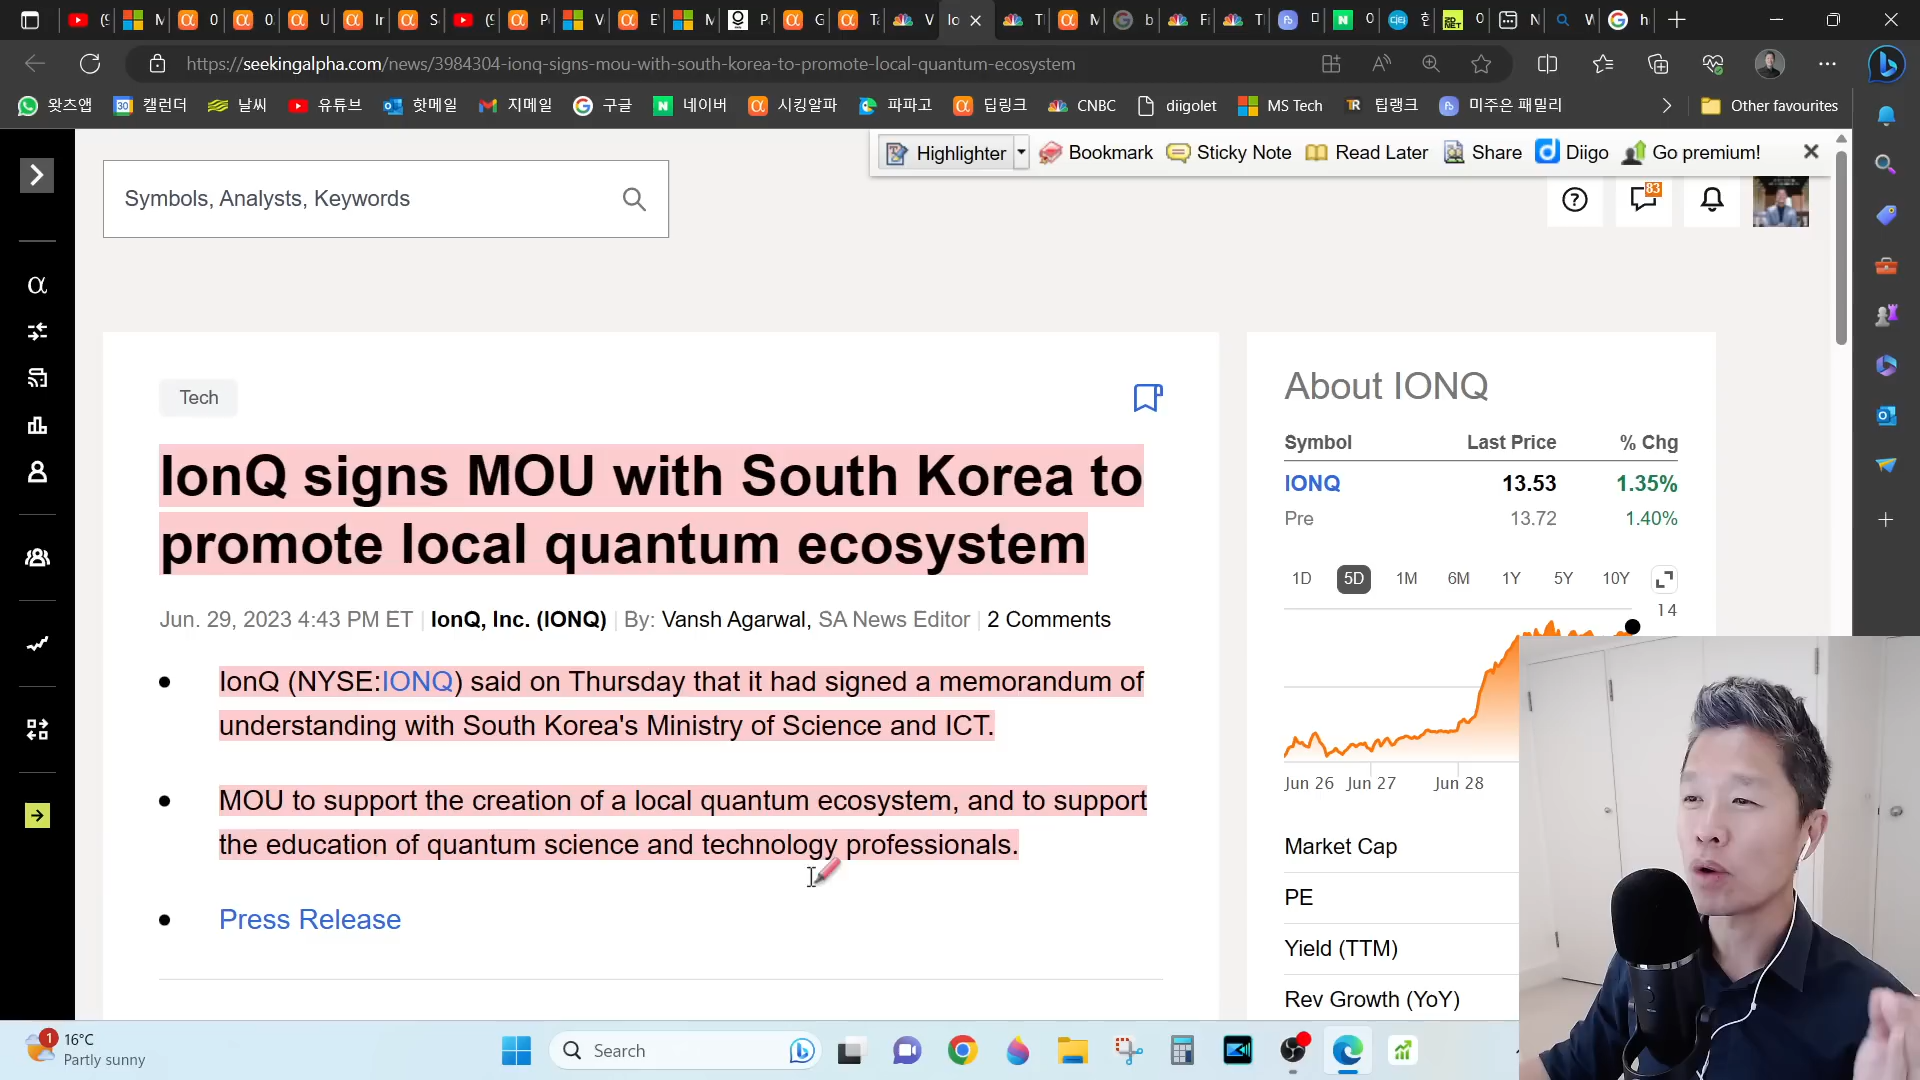 https://seekingalpha.com/news/3984304-ionq-signs-mou-with-south-korea-to-promote-local-quantum-ecosystem
왓츠앱 캘린더 날씨 유튜브 핫메일 지메일 구글 네이버 시킹알파 파파고 딥링크 CNBC diigolet MS Tech 팁랭크 미주은 패밀리 Other favourites
Highlighter Bookmark Sticky Note Read Later Share Diigo Go premium!
Symbols, Analysts, Keywords
83
Tech
IonQ signs MOU with South Korea to
promote local quantum ecosystem
Jun. 29, 2023 4:43 PM ET IonQ, Inc. (IONQ) By: Vansh Agarwal, SA News Editor 2 Comments
IonQ (NYSE:IONQ) said on Thursday that it had signed a memorandum of
understanding with South Korea's Ministry of Science and ICT.
MOU to support the creation of a local quantum ecosystem, and to support
the education of quantum science and technology professionals.
Press Release
About IONQ
Symbol Last Price % Chg
IONQ 13.53 1.35%
Pre 13.72 1.40%
1D 5D 1M 6M 1Y 5Y 10Y
14
Jun 26 Jun 27 Jun 28
Market Cap
PE
Yield (TTM)
Rev Growth (YoY)
1
16°C
Partly sunny
Search